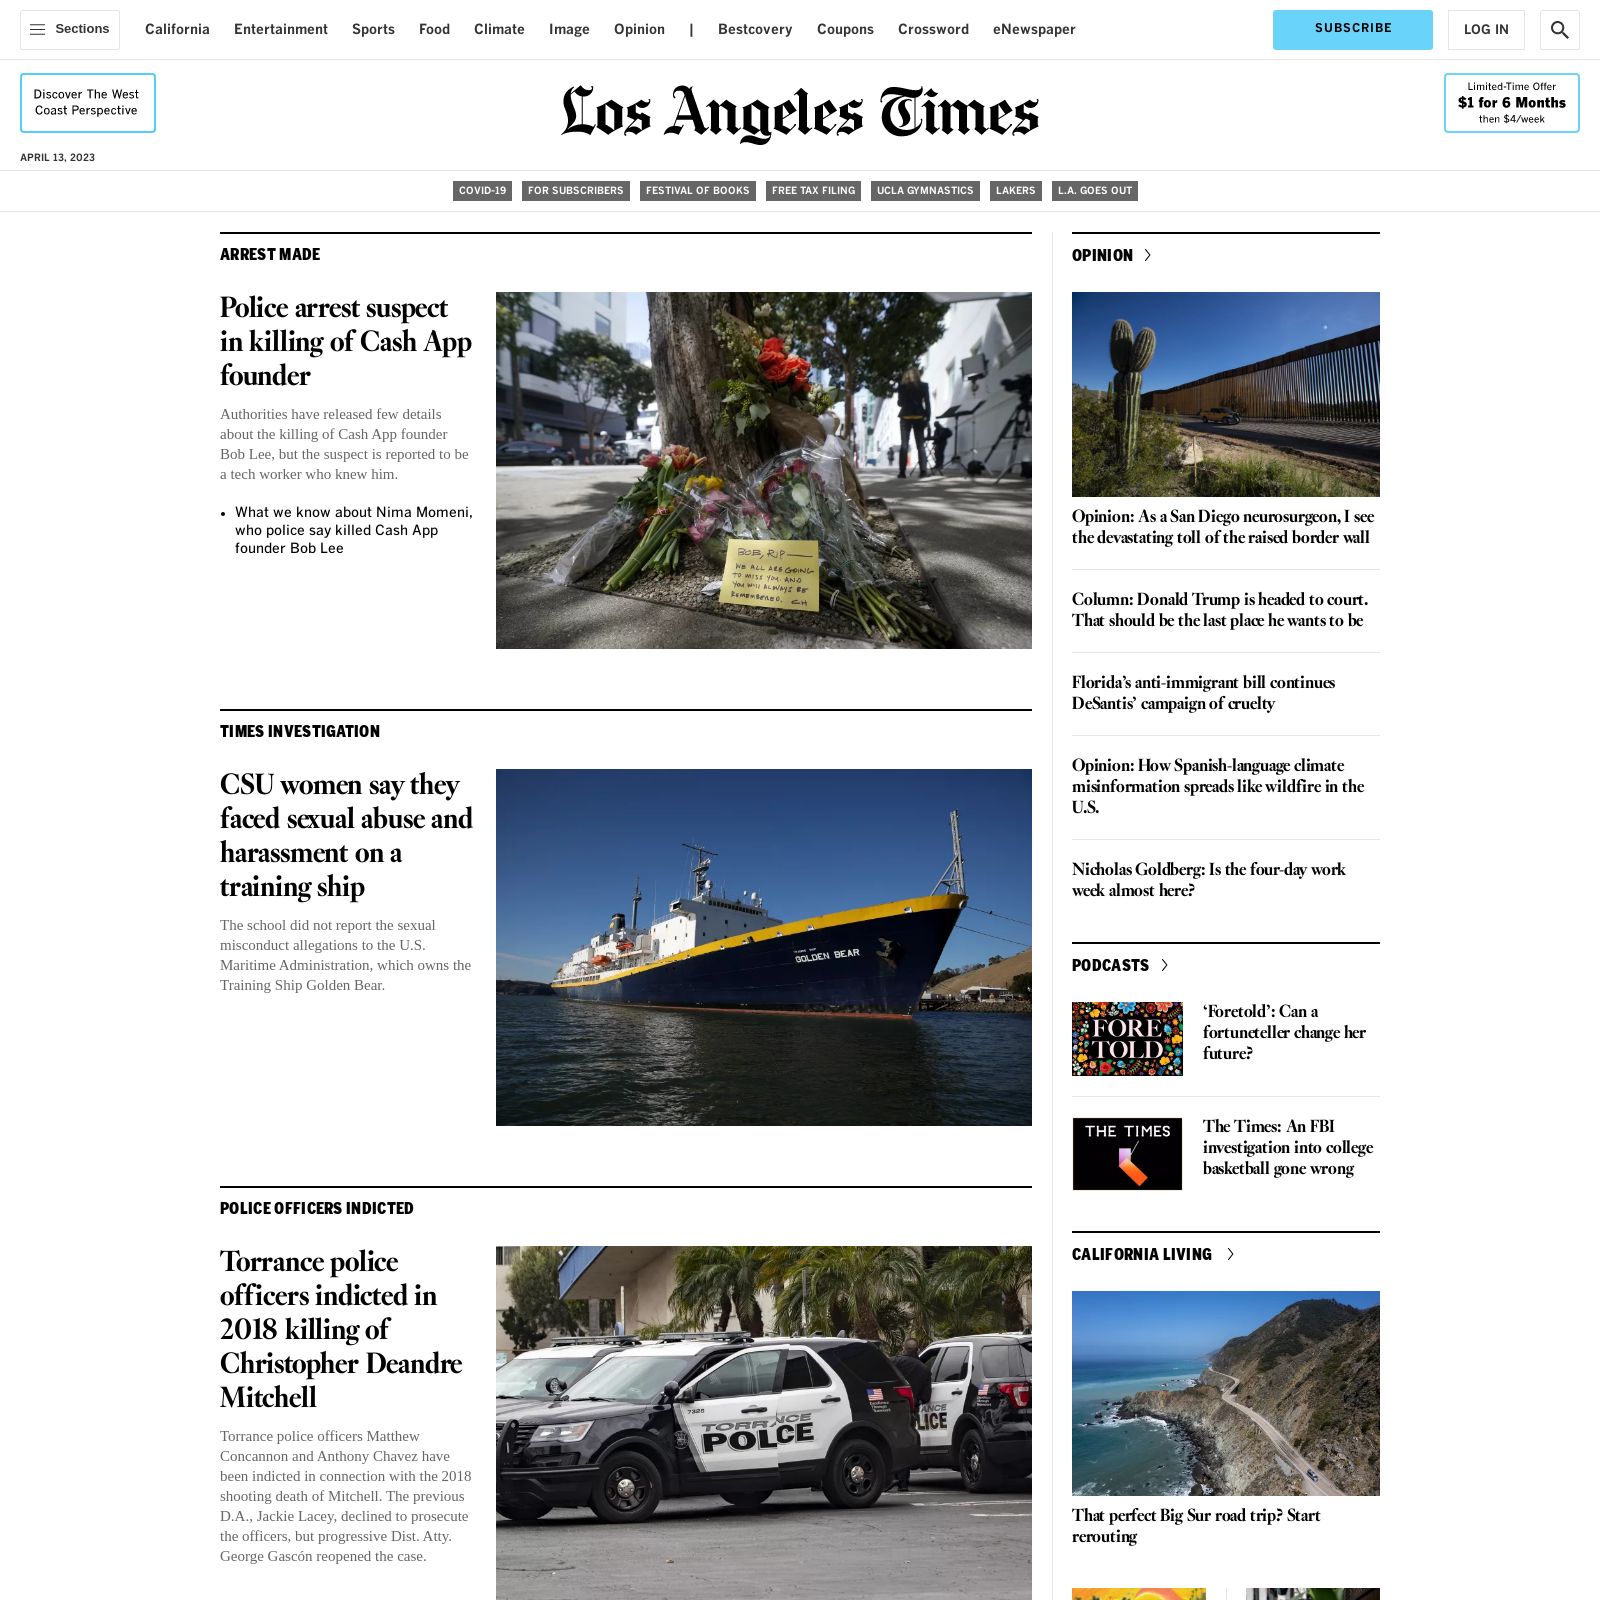 Sections
California
Entertainment
Sports
Food
Climate
Image
Opinion
|
Bestcovery
Coupons
Crossword
eNewspaper
SUBSCRIBE
LOG IN
Discover The West
Coast Perspective
Los Angeles Times
Limited-Time Offer
$1 for 6 Months
then $4/week
APRIL 13, 2023
COVID-19
FOR SUBSCRIBERS
FESTIVAL OF BOOKS
FREE TAX FILING
UCLA GYMNASTICS
LAKERS
L.A. GOES OUT
ARREST MADE
Police arrest suspect
in killing of Cash App
founder
Authorities have released few details
about the killing of Cash App founder
Bob Lee, but the suspect is reported to be
a tech worker who knew him.
• What we know about Nima Momeni,
who police say killed Cash App
founder Bob Lee
BOB, RIP
WE ALL ARE GOING
TO MISS YOU. AND
YOU WILL ALWAYS BE
REMEMBERED. CH
TIMES INVESTIGATION
CSU women say they
faced sexual abuse and
harassment on a
training ship
The school did not report the sexual
misconduct allegations to the U.S.
Maritime Administration, which owns the
Training Ship Golden Bear.
GOLDEN BEAR
POLICE OFFICERS INDICTED
Torrance police
officers indicted in
2018 killing of
Christopher Deandre
Mitchell
Torrance police officers Matthew
Concannon and Anthony Chavez have
been indicted in connection with the 2018
shooting death of Mitchell. The previous
D.A., Jackie Lacey, declined to prosecute
the officers, but progressive Dist. Atty.
George Gascón reopened the case.
7325
TORRANCE
POLCE
ANCE
LICE
OPINION
Opinion: As a San Diego neurosurgeon, I see
the devastating toll of the raised border wall
Column: Donald Trump is headed to court.
That should be the last place he wants to be
Florida’s anti-immigrant bill continues
DeSantis’ campaign of cruelty
Opinion: How Spanish-language climate
misinformation spreads like wildfire in the
U.S.
Nicholas Goldberg: Is the four-day work
week almost here?
PODCASTS
FORE
TOLD
‘Foretold’: Can a
fortuneteller change her
future?
THE TIMES
The Times: An FBI
investigation into college
basketball gone wrong
CALIFORNIA LIVING
That perfect Big Sur road trip? Start
rerouting